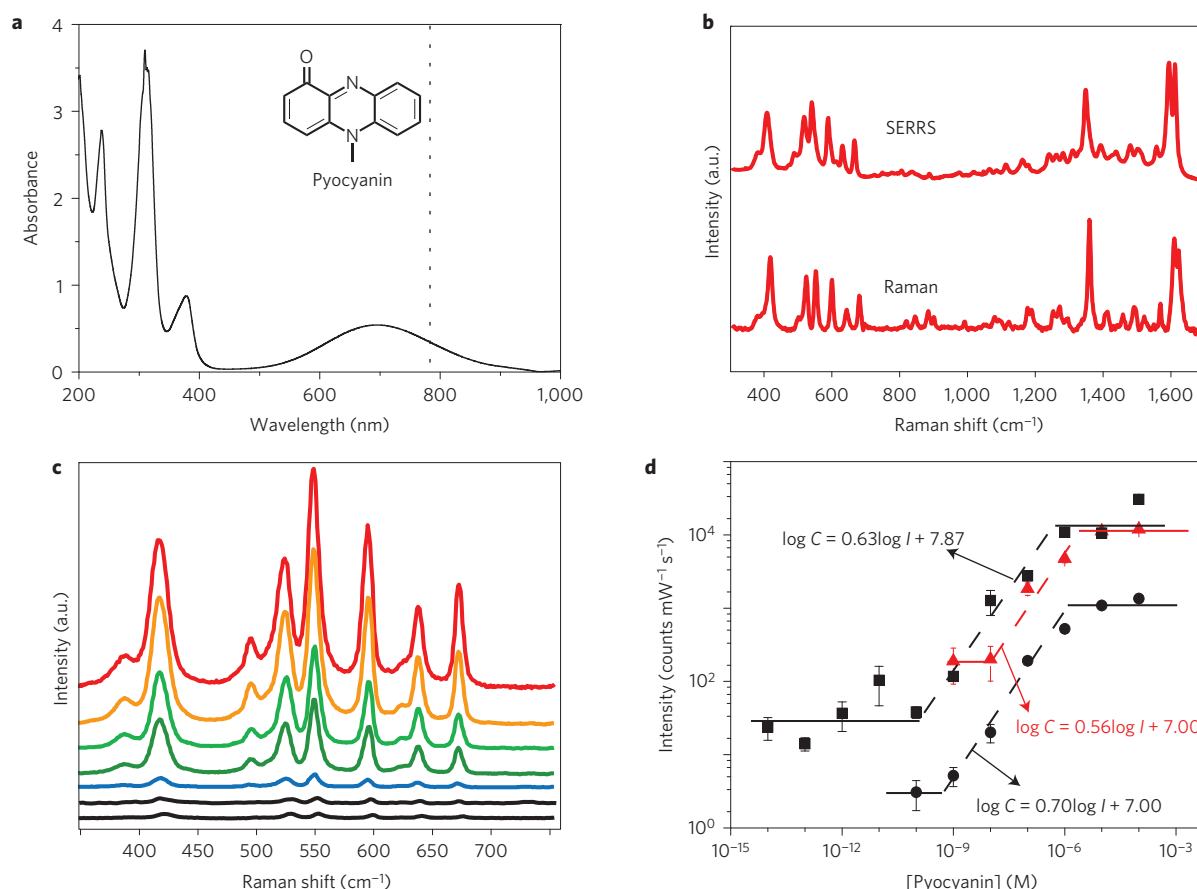 a
4
3
2
1
0
200
400
600
800
1,000
Absorbance
Wavelength (nm)
O
N
N
Pyocyanin
b
SERRS
Raman
Intensity (a.u.)
400
600
800
1,000
1,200
1,400
1,600
Raman shift (cm⁻¹)
c
Intensity (a.u.)
400
450
500
550
600
650
700
Raman shift (cm⁻¹)
d
10⁴
10²
10⁰
Intensity (counts mW⁻¹ s⁻¹)
log C = 0.63log I + 7.87
log C = 0.56log I + 7.00
log C = 0.70log I + 7.00
10⁻¹⁵
10⁻¹²
10⁻⁹
10⁻⁶
10⁻³
[Pyocyanin] (M)